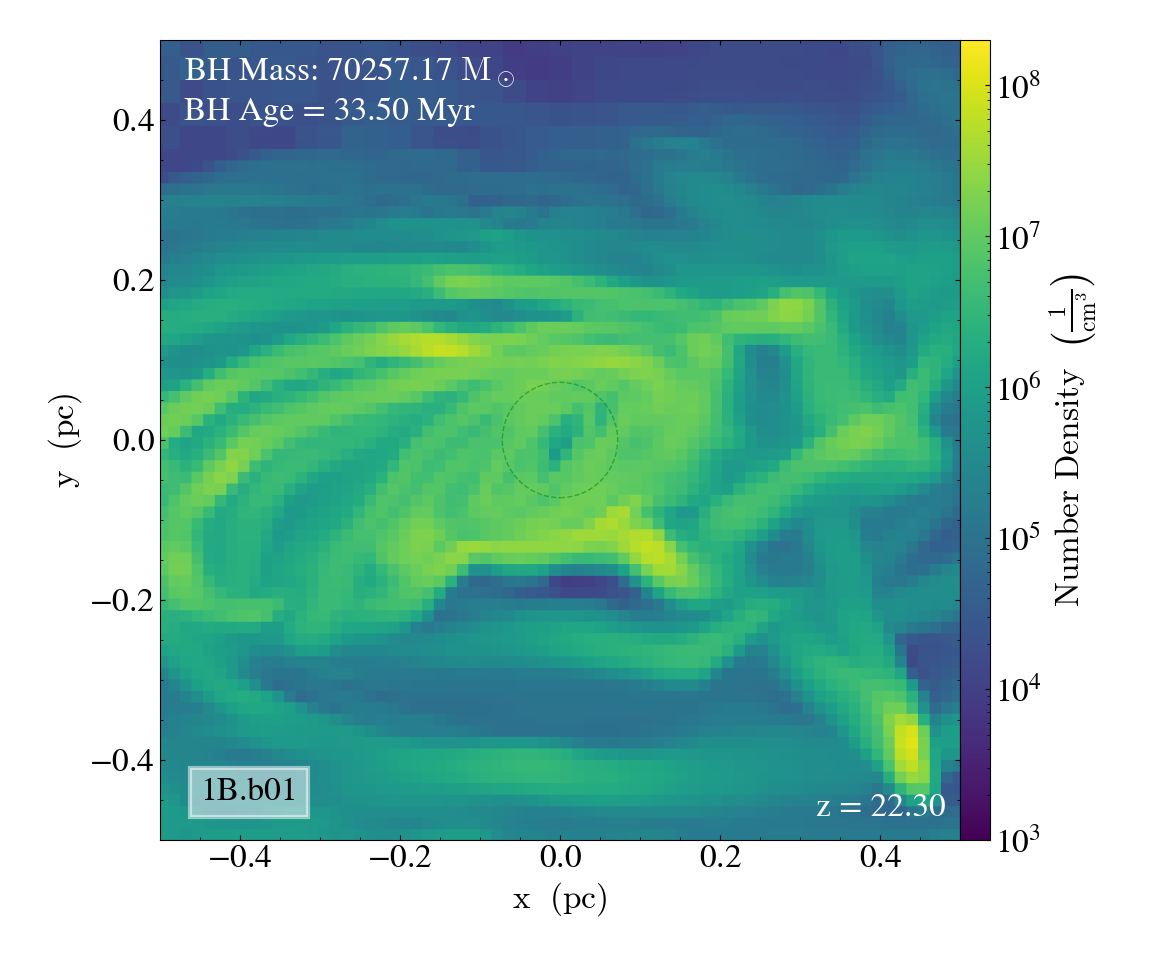 BH Mass: 70257.17 M⊙
BH Age = 33.50 Myr
0.4
0.2
0.0
−0.2
−0.4
y (pc)
1B.b01
z = 22.30
−0.4 −0.2 0.0 0.2 0.4
x (pc)
10⁸
10⁷
10⁶
10⁵
10⁴
10³
Number Density (1/cm³)